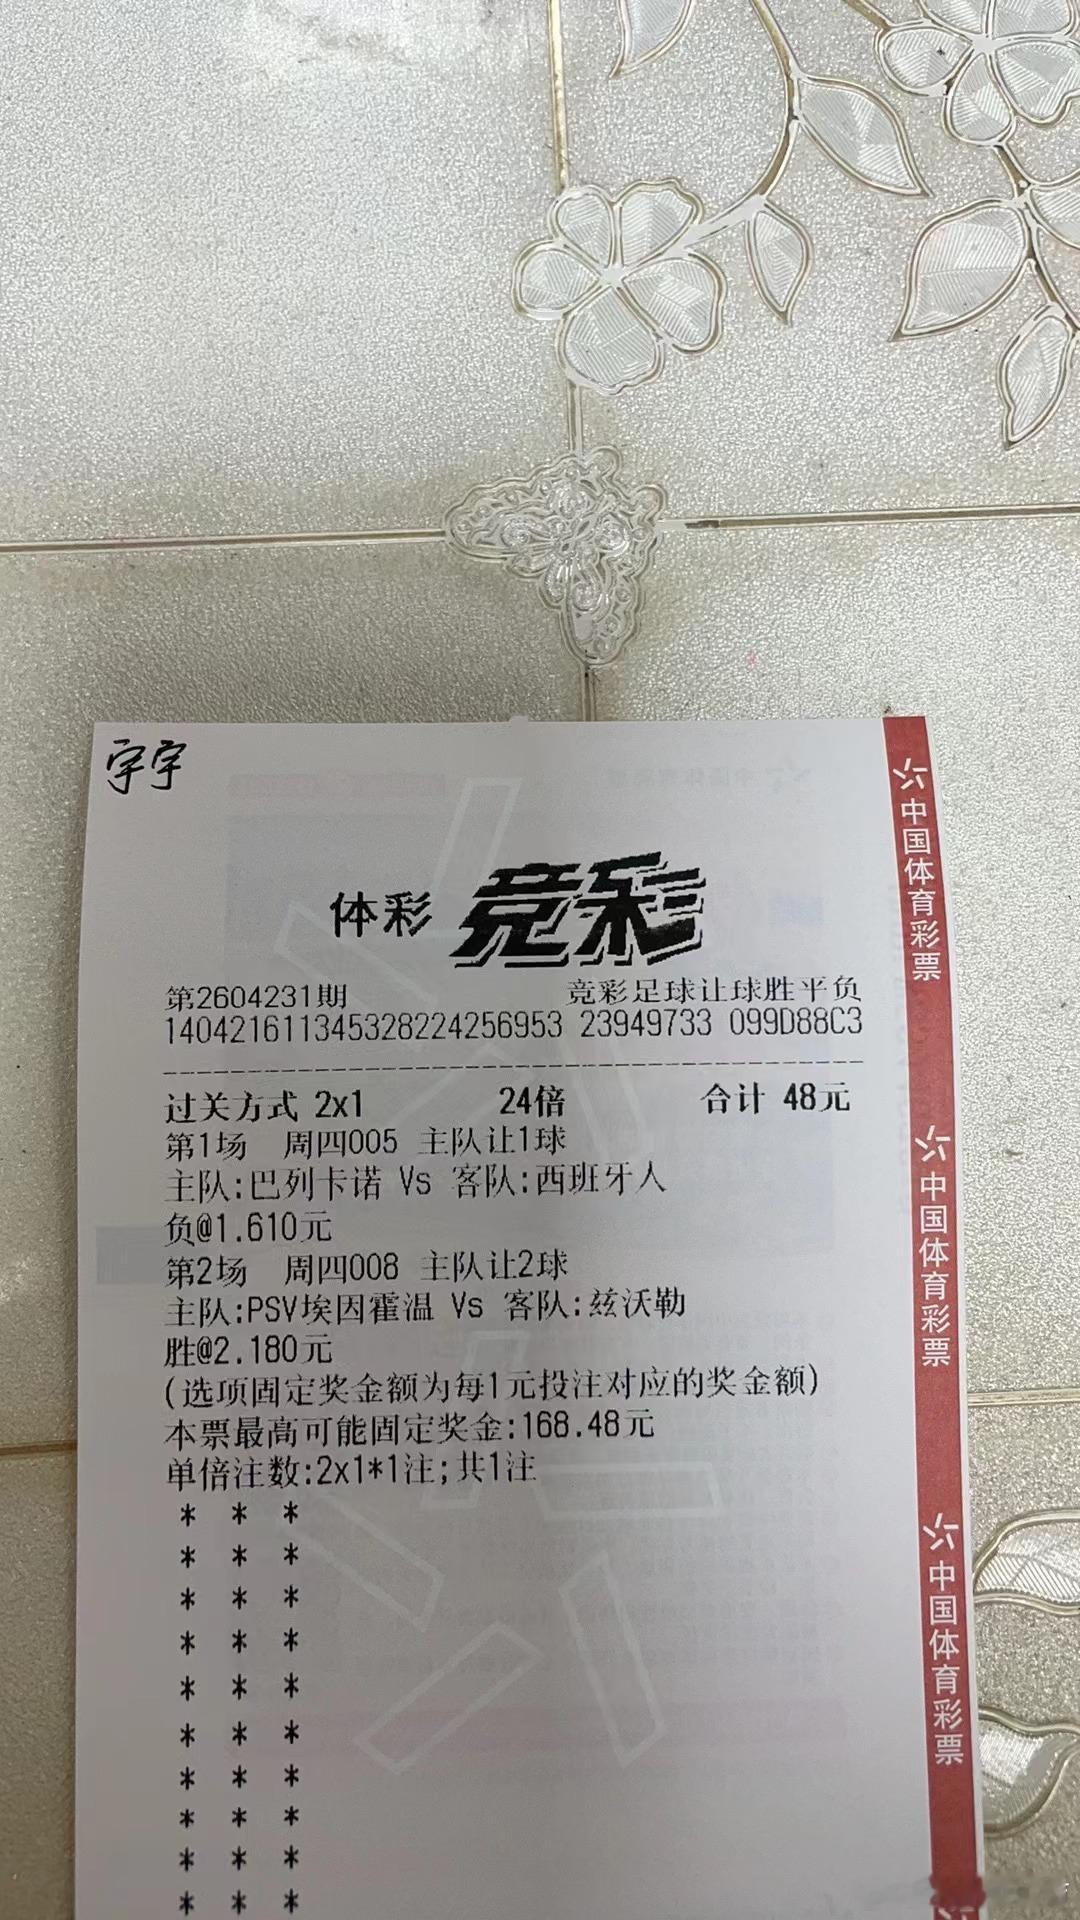 宇宇
体彩 竞彩
第2604231期 竞彩足球让球胜平负
140421611345328224256953 23949733 099D88C3
过关方式 2x1 24倍 合计 48元
第1场 周四005 主队让1球
主队:巴列卡诺 Vs 客队:西班牙人
负@1.610元
第2场 周四008 主队让2球
主队:PSV埃因霍温 Vs 客队:兹沃勒
胜@2.180元
(选项固定奖金额为每1元投注对应的奖金额)
本票最高可能固定奖金:168.48元
单倍注数:2x1*1注;共1注
* * *
* * *
* * *
* * *
* * *
* * *
* * *
* * *
* * *
* * *
中国体育彩票
中国体育彩票
中国体育彩票